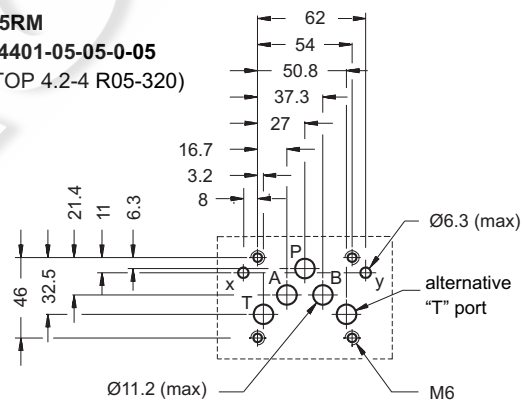 5RM
4401-05-05-0-05
TOP 4.2-4 R05-320)
62
54
50.8
37.3
27
16.7
3.2
8
21.4
11
6.3
46
32.5
Ø6.3 (max)
P
x
A
B
y
T
alternative
“T” port
Ø11.2 (max)
M6